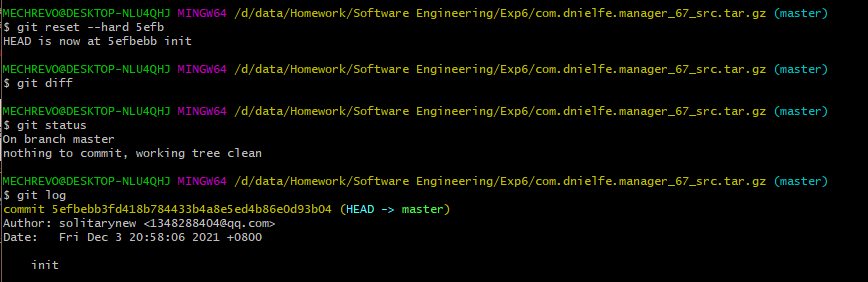 MECHREVO@DESKTOP-NLU4QHJ MINGW64 /d/data/Homework/Software Engineering/Exp6/com.dnielfe.manager_67_src.tar.gz (master)
$ git reset --hard 5efb
HEAD is now at 5efbebb init
MECHREVO@DESKTOP-NLU4QHJ MINGW64 /d/data/Homework/Software Engineering/Exp6/com.dnielfe.manager_67_src.tar.gz (master)
$ git diff
MECHREVO@DESKTOP-NLU4QHJ MINGW64 /d/data/Homework/Software Engineering/Exp6/com.dnielfe.manager_67_src.tar.gz (master)
$ git status
On branch master
nothing to commit, working tree clean
MECHREVO@DESKTOP-NLU4QHJ MINGW64 /d/data/Homework/Software Engineering/Exp6/com.dnielfe.manager_67_src.tar.gz (master)
$ git log
commit 5efbebb3fd418b784433b4a8e5ed4b86e0d93b04 (HEAD -> master)
Author: solitarynew <1348288404@qq.com>
Date:   Fri Dec 3 20:58:06 2021 +0800
    init